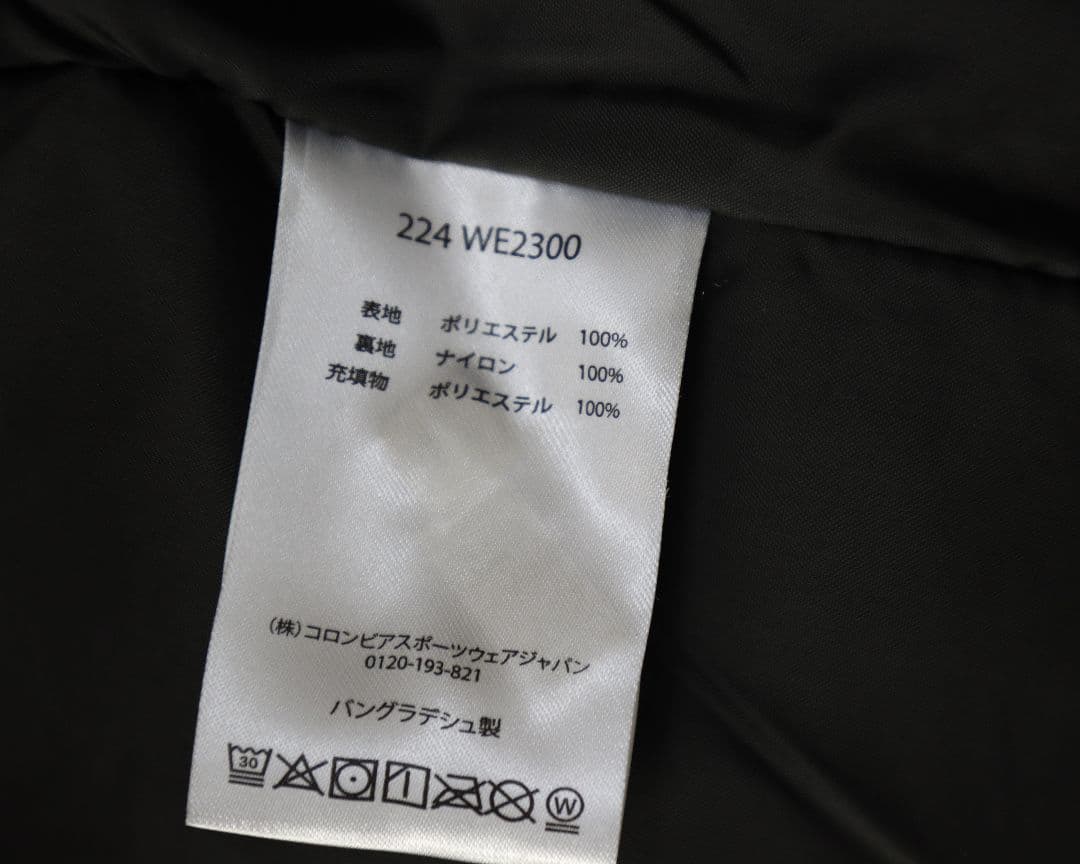 224 WE2300
表地 ポリエステル 100%
裏地 ナイロン 100%
充填物 ポリエステル 100%
(株)コロンビアスポーツウェアジャパン
0120-193-821
バングラデシュ製
30 W